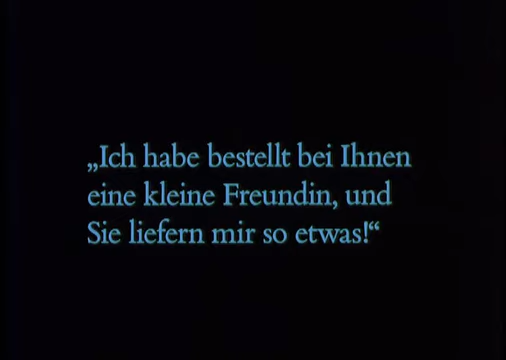 „Ich habe bestellt bei Ihnen
eine kleine Freundin, und
Sie liefern mir so etwas!“